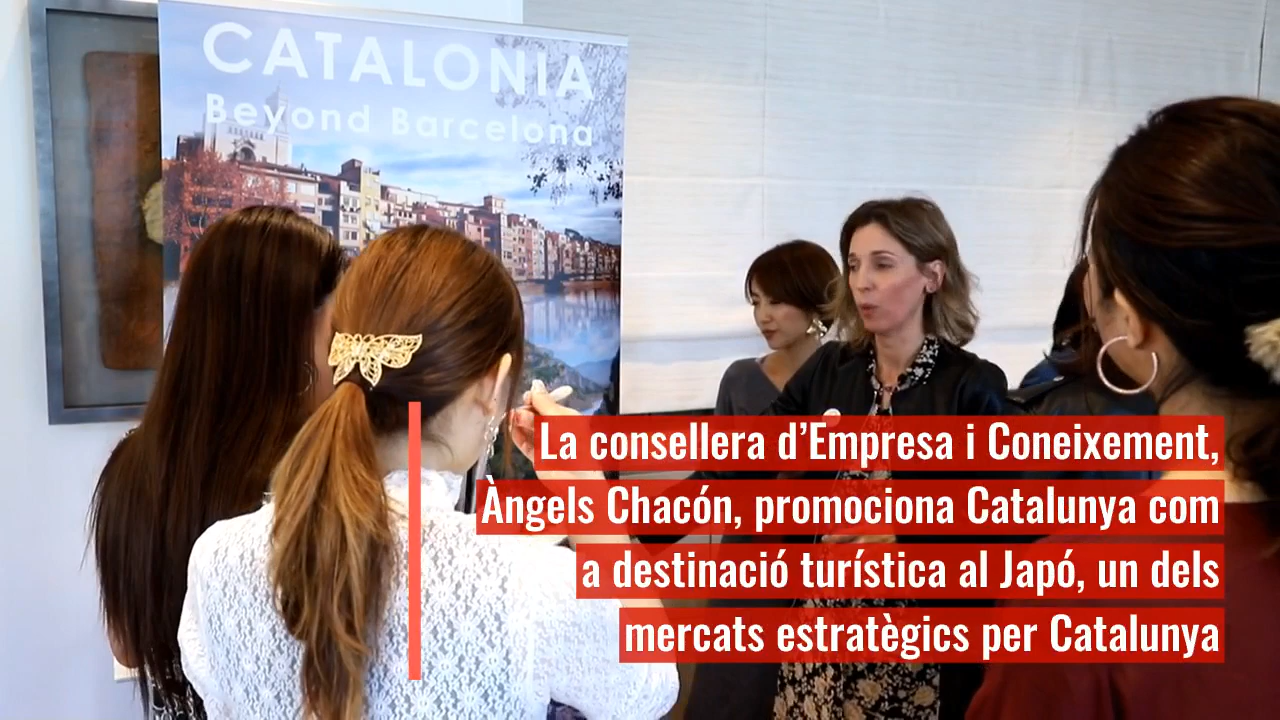 CATALONIA
Beyond Barcelona
La consellera d’Empresa i Coneixement,
Àngels Chacón, promociona Catalunya com
a destinació turística al Japó, un dels
mercats estratègics per Catalunya